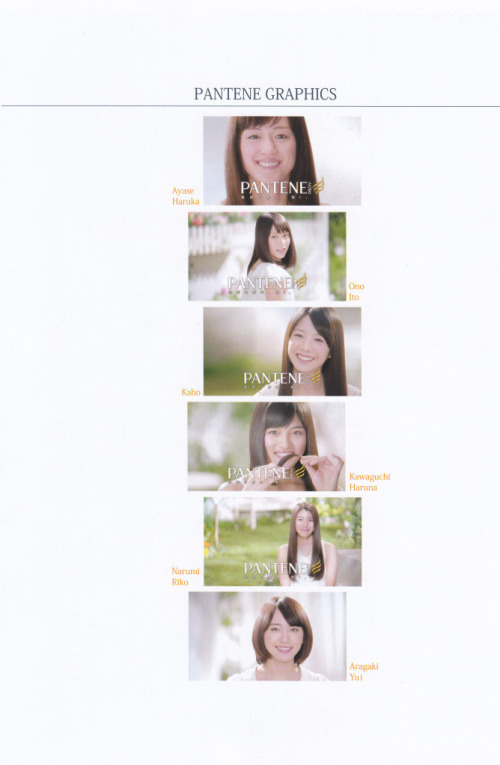 PANTENE GRAPHICS
PANTENE
Ayase
Haruka
PANTENE
Ono
Ito
PANTENE
Kaho
PANTENE
Kawaguchi
Haruna
PANTENE
Narumi
Riko
Aragaki
Yui